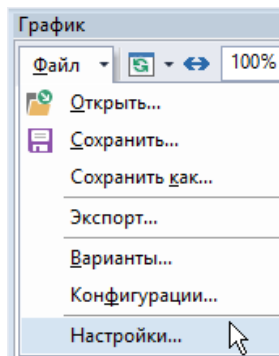 График
Файл 100%
Открыть...
Сохранить...
Сохранить как...
Экспорт...
Варианты...
Конфигурации...
Настройки...